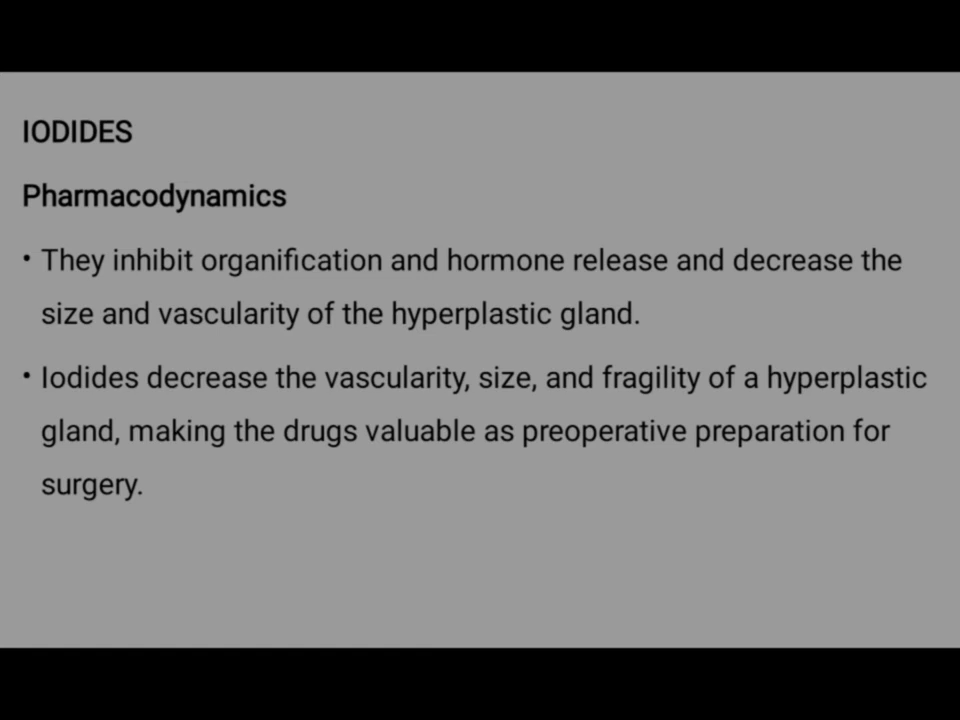 IODIDES
Pharmacodynamics
• They inhibit organification and hormone release and decrease the
size and vascularity of the hyperplastic gland.
• Iodides decrease the vascularity, size, and fragility of a hyperplastic
gland, making the drugs valuable as preoperative preparation for
surgery.